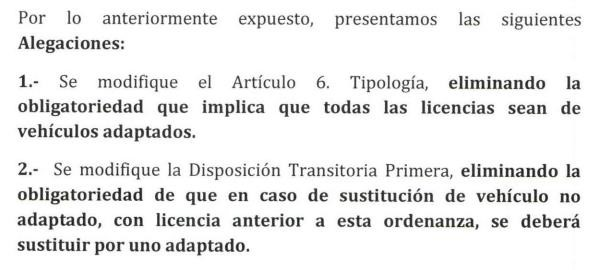 Por lo anteriormente expuesto, presentamos las siguientes
Alegaciones:
1.- Se modifique el Artículo 6. Tipología, eliminando la
obligatoriedad que implica que todas las licencias sean de
vehículos adaptados.
2.- Se modifique la Disposición Transitoria Primera, eliminando la
obligatoriedad de que en caso de sustitución de vehículo no
adaptado, con licencia anterior a esta ordenanza, se deberá
sustituir por uno adaptado.